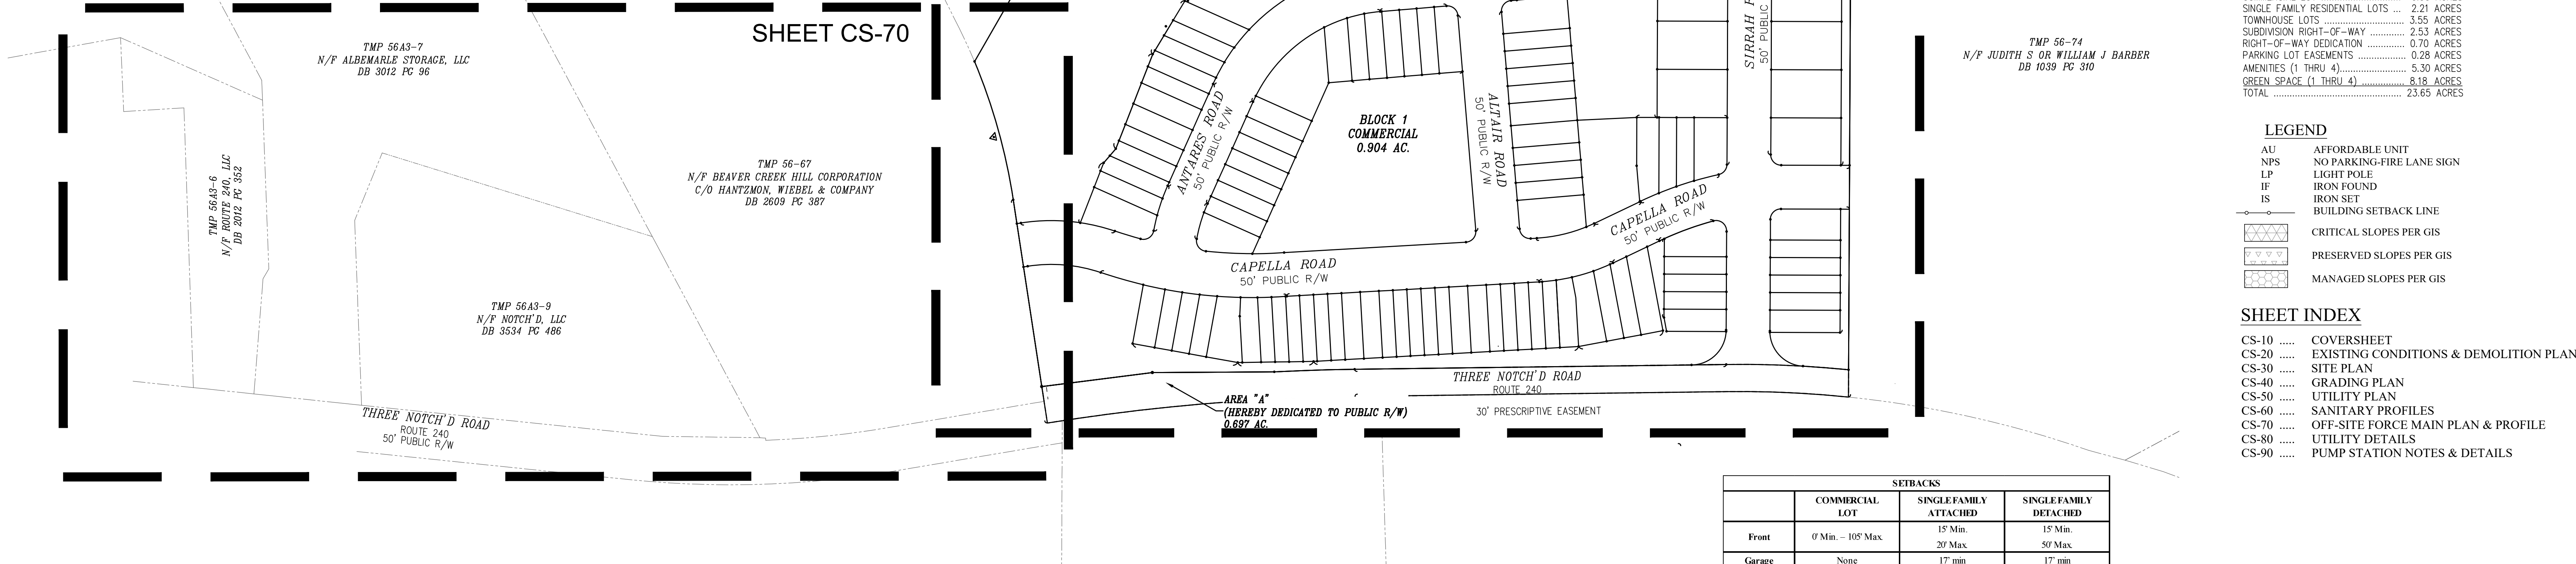 SHEET CS-70
TMP 56A3-7
N/F ALBEMARLE STORAGE, LLC
DB 3012 PG 96
TMP 56A3-6
N/F ROUTE 240, LLC
DB 2012 PG 352
TMP 56-67
N/F BEAVER CREEK HILL CORPORATION
C/O HANTZMON, WIEBEL & COMPANY
DB 2609 PG 387
TMP 56A3-9
N/F NOTCH'D, LLC
DB 3534 PG 486
THREE NOTCH'D ROAD
ROUTE 240
50' PUBLIC R/W
ANTARES ROAD
50' PUBLIC R/W
BLOCK 1
COMMERCIAL
0.904 AC.
ALTAIR ROAD
50' PUBLIC R/W
SIRRAH
50' PUBLIC
CAPELLA ROAD
50' PUBLIC R/W
CAPELLA ROAD
50' PUBLIC R/W
THREE NOTCH'D ROAD
ROUTE 240
30' PRESCRIPTIVE EASEMENT
AREA "A"
(HEREBY DEDICATED TO PUBLIC R/W)
0.697 AC.
TMP 56-74
N/F JUDITH S OR WILLIAM J BARBER
DB 1039 PG 310
SINGLE FAMILY RESIDENTIAL LOTS ... 2.21 ACRES
TOWNHOUSE LOTS ........................... 3.55 ACRES
SUBDIVISION RIGHT-OF-WAY ............ 2.53 ACRES
RIGHT-OF-WAY DEDICATION ............. 0.70 ACRES
PARKING LOT EASEMENTS ................ 0.28 ACRES
AMENITIES (1 THRU 4)...................... 5.30 ACRES
GREEN SPACE (1 THRU 4) ............... 8.18 ACRES
TOTAL ............................................ 23.65 ACRES
LEGEND
AU AFFORDABLE UNIT
NPS NO PARKING-FIRE LANE SIGN
LP LIGHT POLE
IF IRON FOUND
IS IRON SET
BUILDING SETBACK LINE
CRITICAL SLOPES PER GIS
PRESERVED SLOPES PER GIS
MANAGED SLOPES PER GIS
SHEET INDEX
CS-10 ..... COVERSHEET
CS-20 ..... EXISTING CONDITIONS & DEMOLITION PLAN
CS-30 ..... SITE PLAN
CS-40 ..... GRADING PLAN
CS-50 ..... UTILITY PLAN
CS-60 ..... SANITARY PROFILES
CS-70 ..... OFF-SITE FORCE MAIN PLAN & PROFILE
CS-80 ..... UTILITY DETAILS
CS-90 ..... PUMP STATION NOTES & DETAILS
SETBACKS
COMMERCIAL LOT SINGLE FAMILY ATTACHED SINGLE FAMILY DETACHED
Front 0' Min. – 105' Max. 15' Min. 20' Max. 15' Min. 50' Max.
Garage None 17' min 17' min